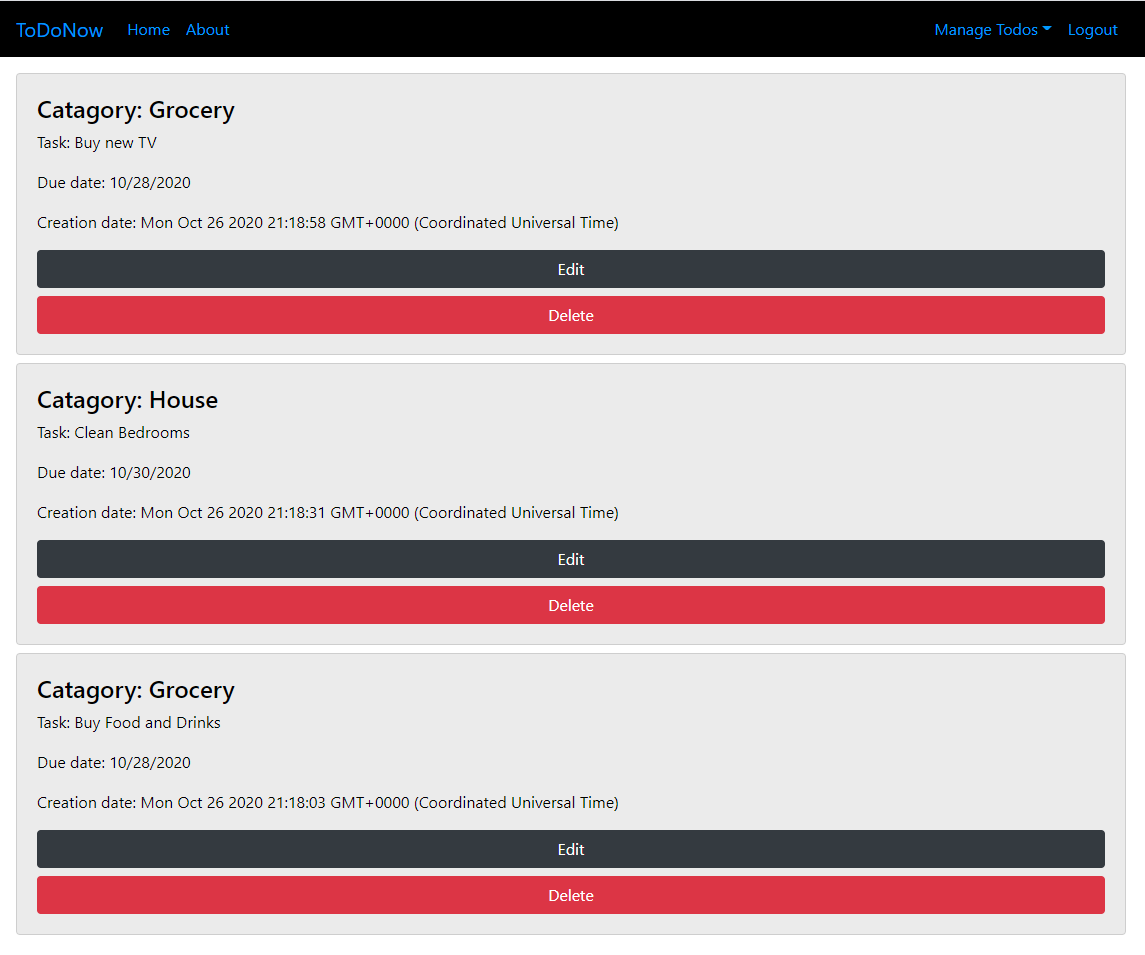 ToDoNow Home About Manage Todos Logout
Catagory: Grocery
Task: Buy new TV
Due date: 10/28/2020
Creation date: Mon Oct 26 2020 21:18:58 GMT+0000 (Coordinated Universal Time)
Edit
Delete
Catagory: House
Task: Clean Bedrooms
Due date: 10/30/2020
Creation date: Mon Oct 26 2020 21:18:31 GMT+0000 (Coordinated Universal Time)
Edit
Delete
Catagory: Grocery
Task: Buy Food and Drinks
Due date: 10/28/2020
Creation date: Mon Oct 26 2020 21:18:03 GMT+0000 (Coordinated Universal Time)
Edit
Delete